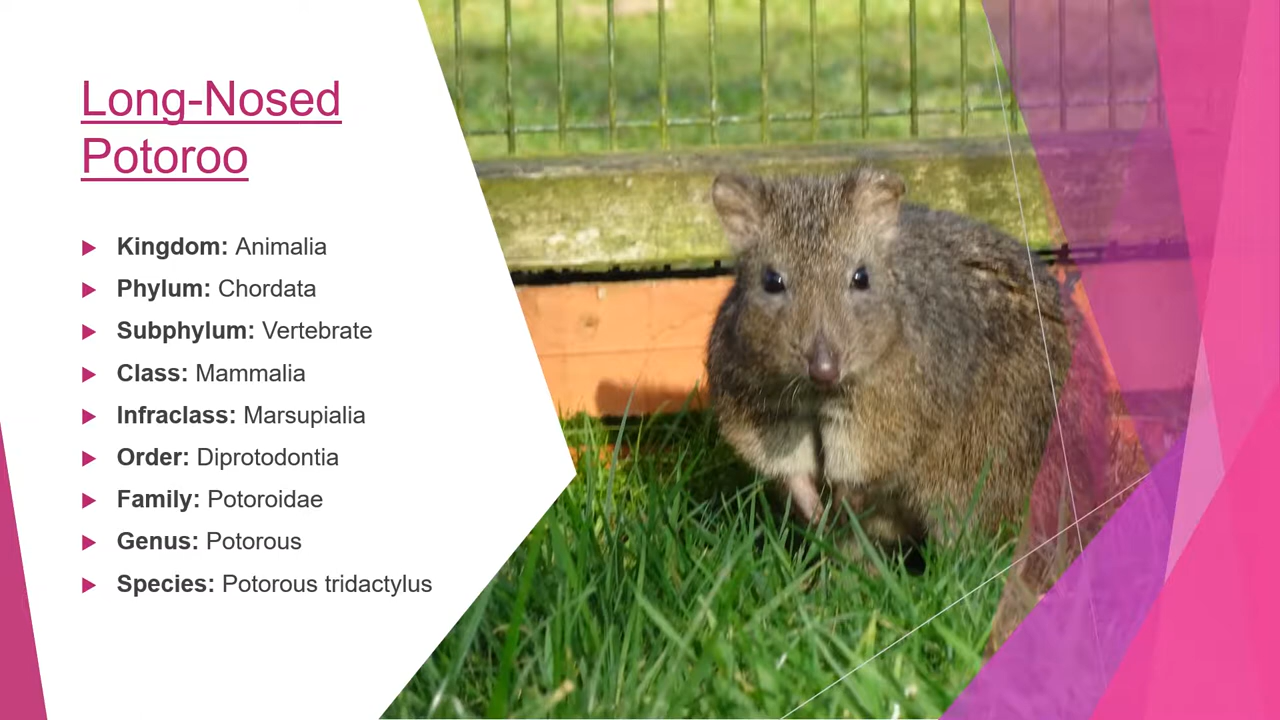 Long-Nosed
Potoroo
Kingdom: Animalia
Phylum: Chordata
Subphylum: Vertebrate
Class: Mammalia
Infraclass: Marsupialia
Order: Diprotodontia
Family: Potoroidae
Genus: Potorous
Species: Potorous tridactylus